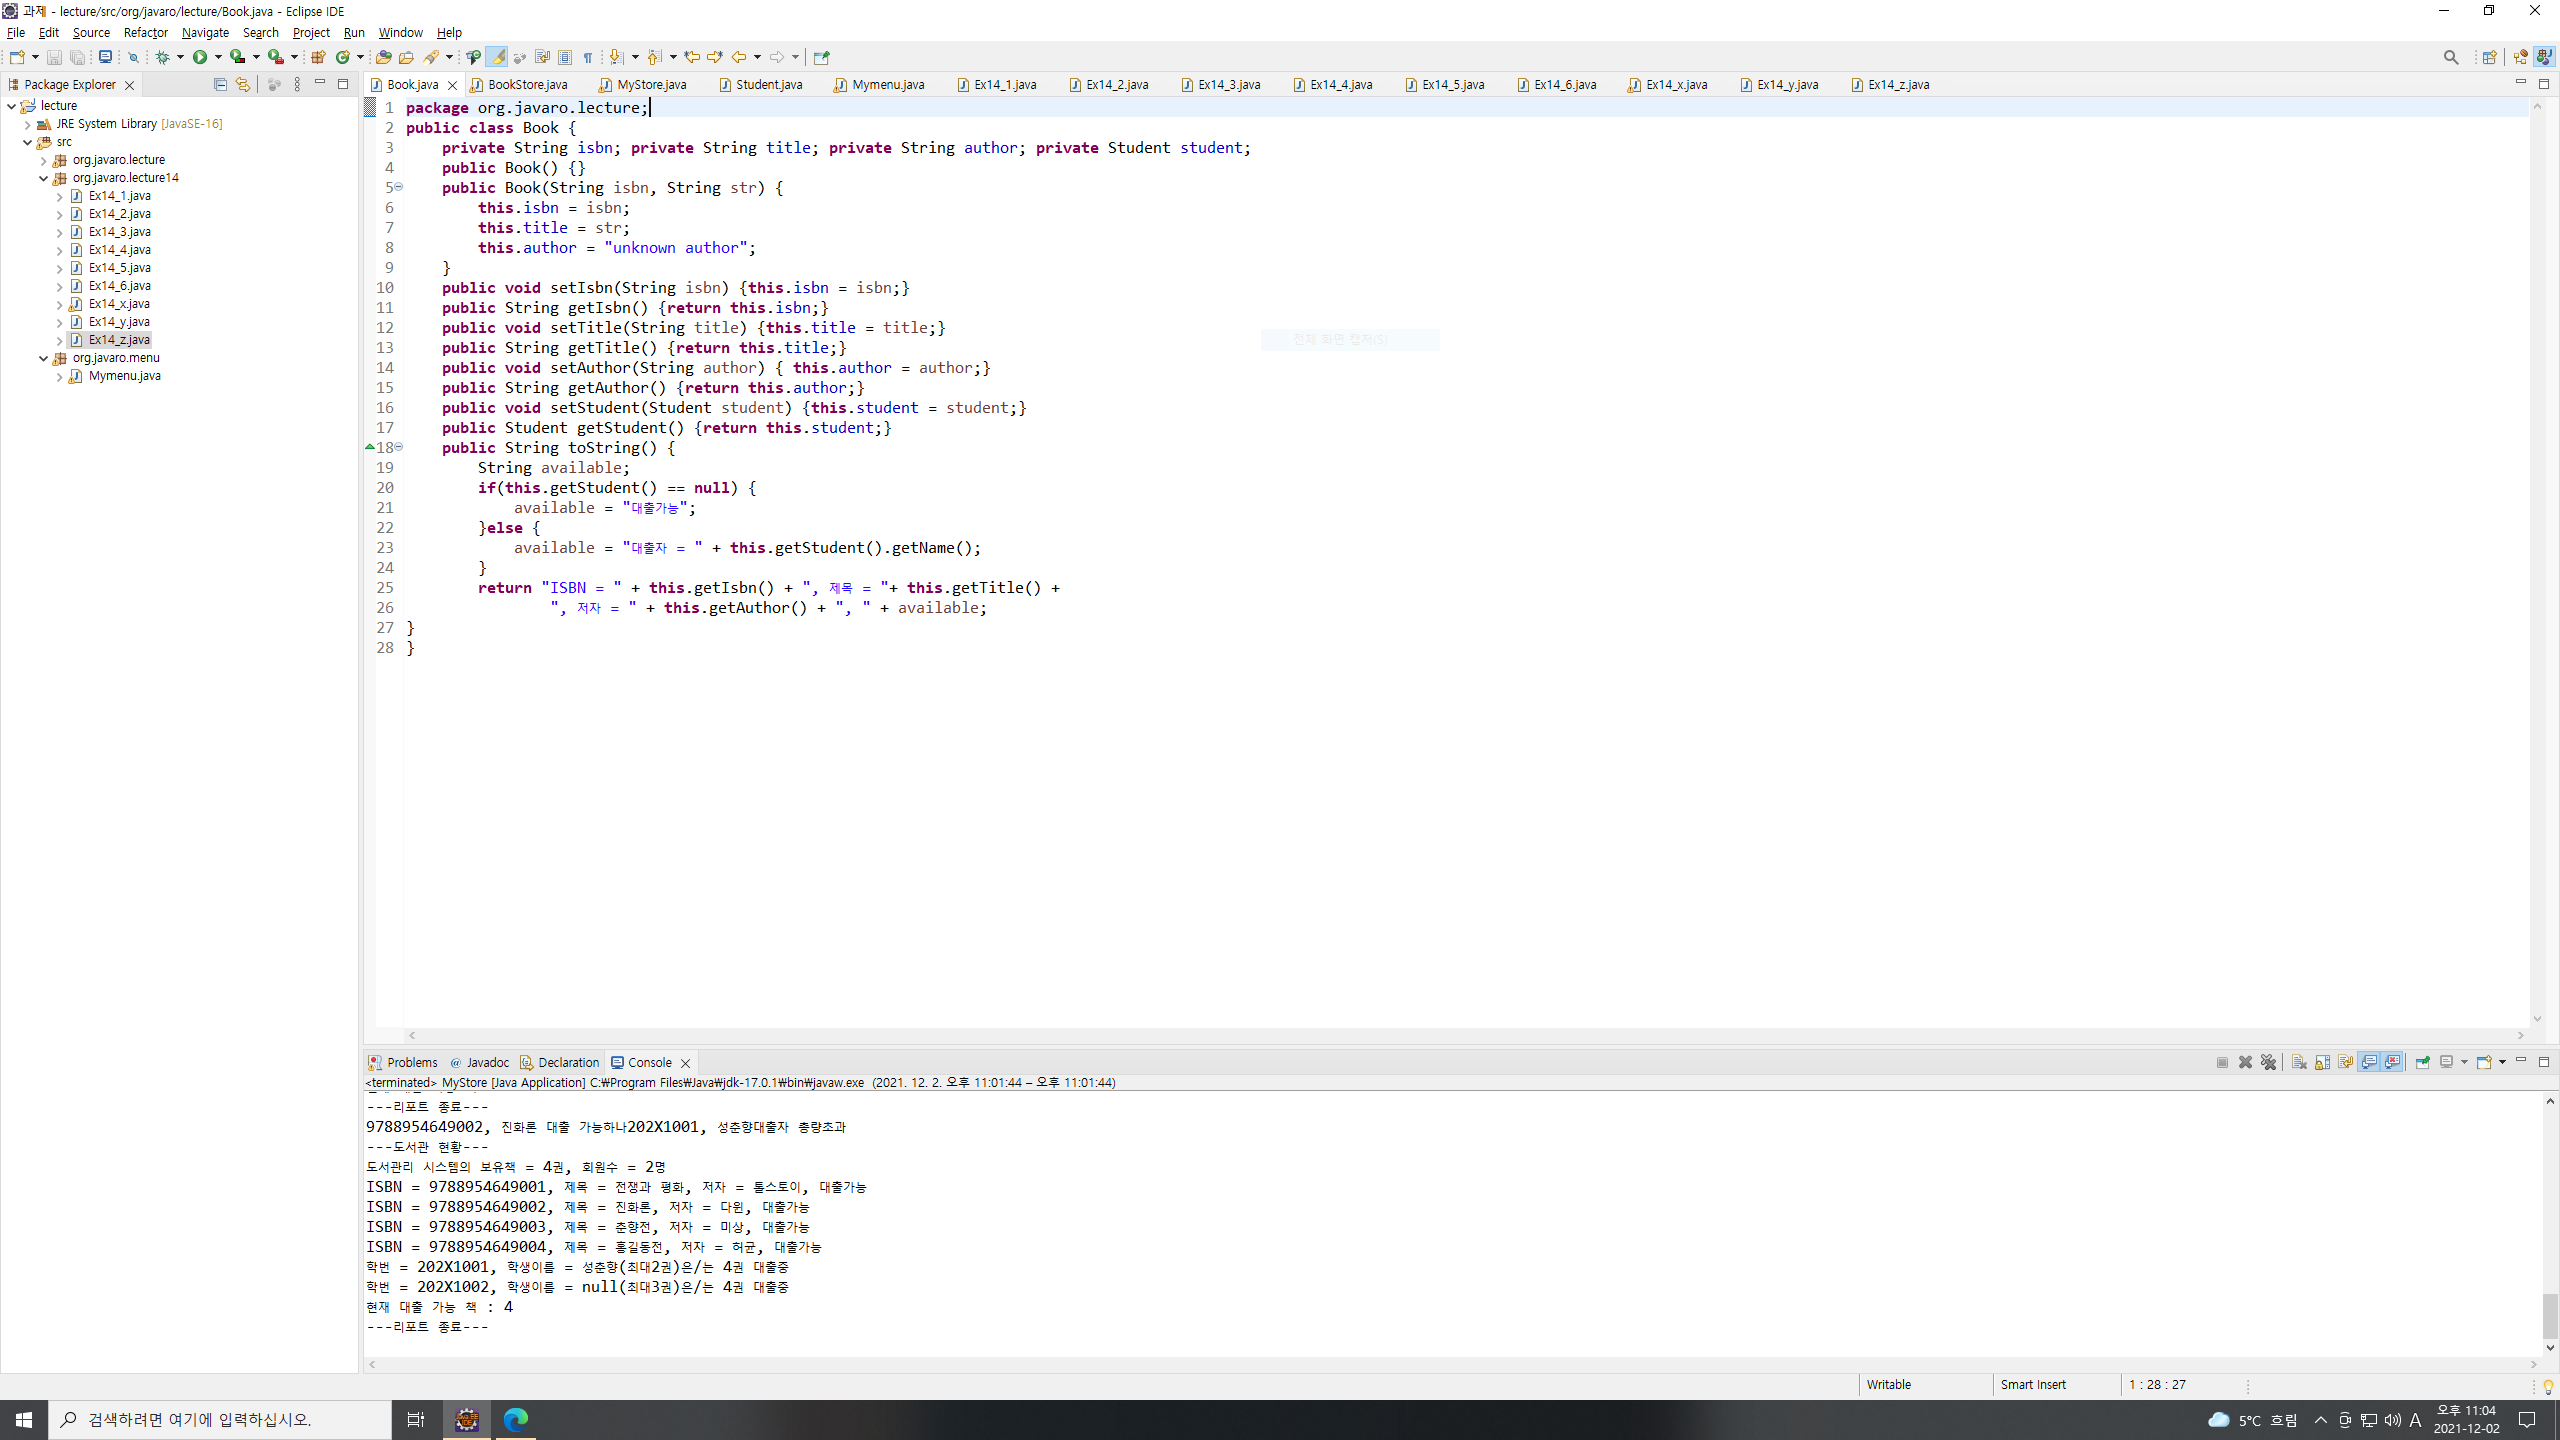 과제 - lecture/src/org/javaro/lecture/Book.java - Eclipse IDE
File Edit Source Refactor Navigate Search Project Run Window Help
Package Explorer
Book.java BookStore.java MyStore.java Student.java Mymenu.java Ex14_1.java Ex14_2.java Ex14_3.java Ex14_4.java Ex14_5.java Ex14_6.java Ex14_x.java Ex14_y.java Ex14_z.java
lecture
JRE System Library [JavaSE-16]
src
org.javaro.lecture
org.javaro.lecture14
Ex14_1.java
Ex14_2.java
Ex14_3.java
Ex14_4.java
Ex14_5.java
Ex14_6.java
Ex14_x.java
Ex14_y.java
Ex14_z.java
org.javaro.menu
Mymenu.java
1 package org.javaro.lecture;
2 public class Book {
3 private String isbn; private String title; private String author; private Student student;
4 public Book() {}
5 public Book(String isbn, String str) {
6 this.isbn = isbn;
7 this.title = str;
8 this.author = "unknown author";
9 }
10 public void setIsbn(String isbn) {this.isbn = isbn;}
11 public String getIsbn() {return this.isbn;}
12 public void setTitle(String title) {this.title = title;}
13 public String getTitle() {return this.title;}
14 public void setAuthor(String author) { this.author = author;}
15 public String getAuthor() {return this.author;}
16 public void setStudent(Student student) {this.student = student;}
17 public Student getStudent() {return this.student;}
18 public String toString() {
19 String available;
20 if(this.getStudent() == null) {
21 available = "대출가능";
22 }else {
23 available = "대출자 = " + this.getStudent().getName();
24 }
25 return "ISBN = " + this.getIsbn() + ", 제목 = "+ this.getTitle() +
26 ", 저자 = " + this.getAuthor() + ", " + available;
27 }
28 }
전체 화면 캡처(S)
Problems Javadoc Declaration Console
<terminated> MyStore [Java Application] C:₩Program Files₩Java₩jdk-17.0.1₩bin₩javaw.exe (2021. 12. 2. 오후 11:01:44 – 오후 11:01:44)
---리포트 종료---
9788954649002, 진화론 대출 가능하나202X1001, 성춘향대출자 총량초과
---도서관 현황---
도서관리 시스템의 보유책 = 4권, 회원수 = 2명
ISBN = 9788954649001, 제목 = 전쟁과 평화, 저자 = 톨스토이, 대출가능
ISBN = 9788954649002, 제목 = 진화론, 저자 = 다윈, 대출가능
ISBN = 9788954649003, 제목 = 춘향전, 저자 = 미상, 대출가능
ISBN = 9788954649004, 제목 = 홍길동전, 저자 = 허균, 대출가능
학번 = 202X1001, 학생이름 = 성춘향(최대2권)은/는 4권 대출중
학번 = 202X1002, 학생이름 = null(최대3권)은/는 4권 대출중
현재 대출 가능 책 : 4
---리포트 종료---
Writable Smart Insert 1 : 28 : 27
검색하려면 여기에 입력하십시오.
5°C 흐림 A 오후 11:04
2021-12-02